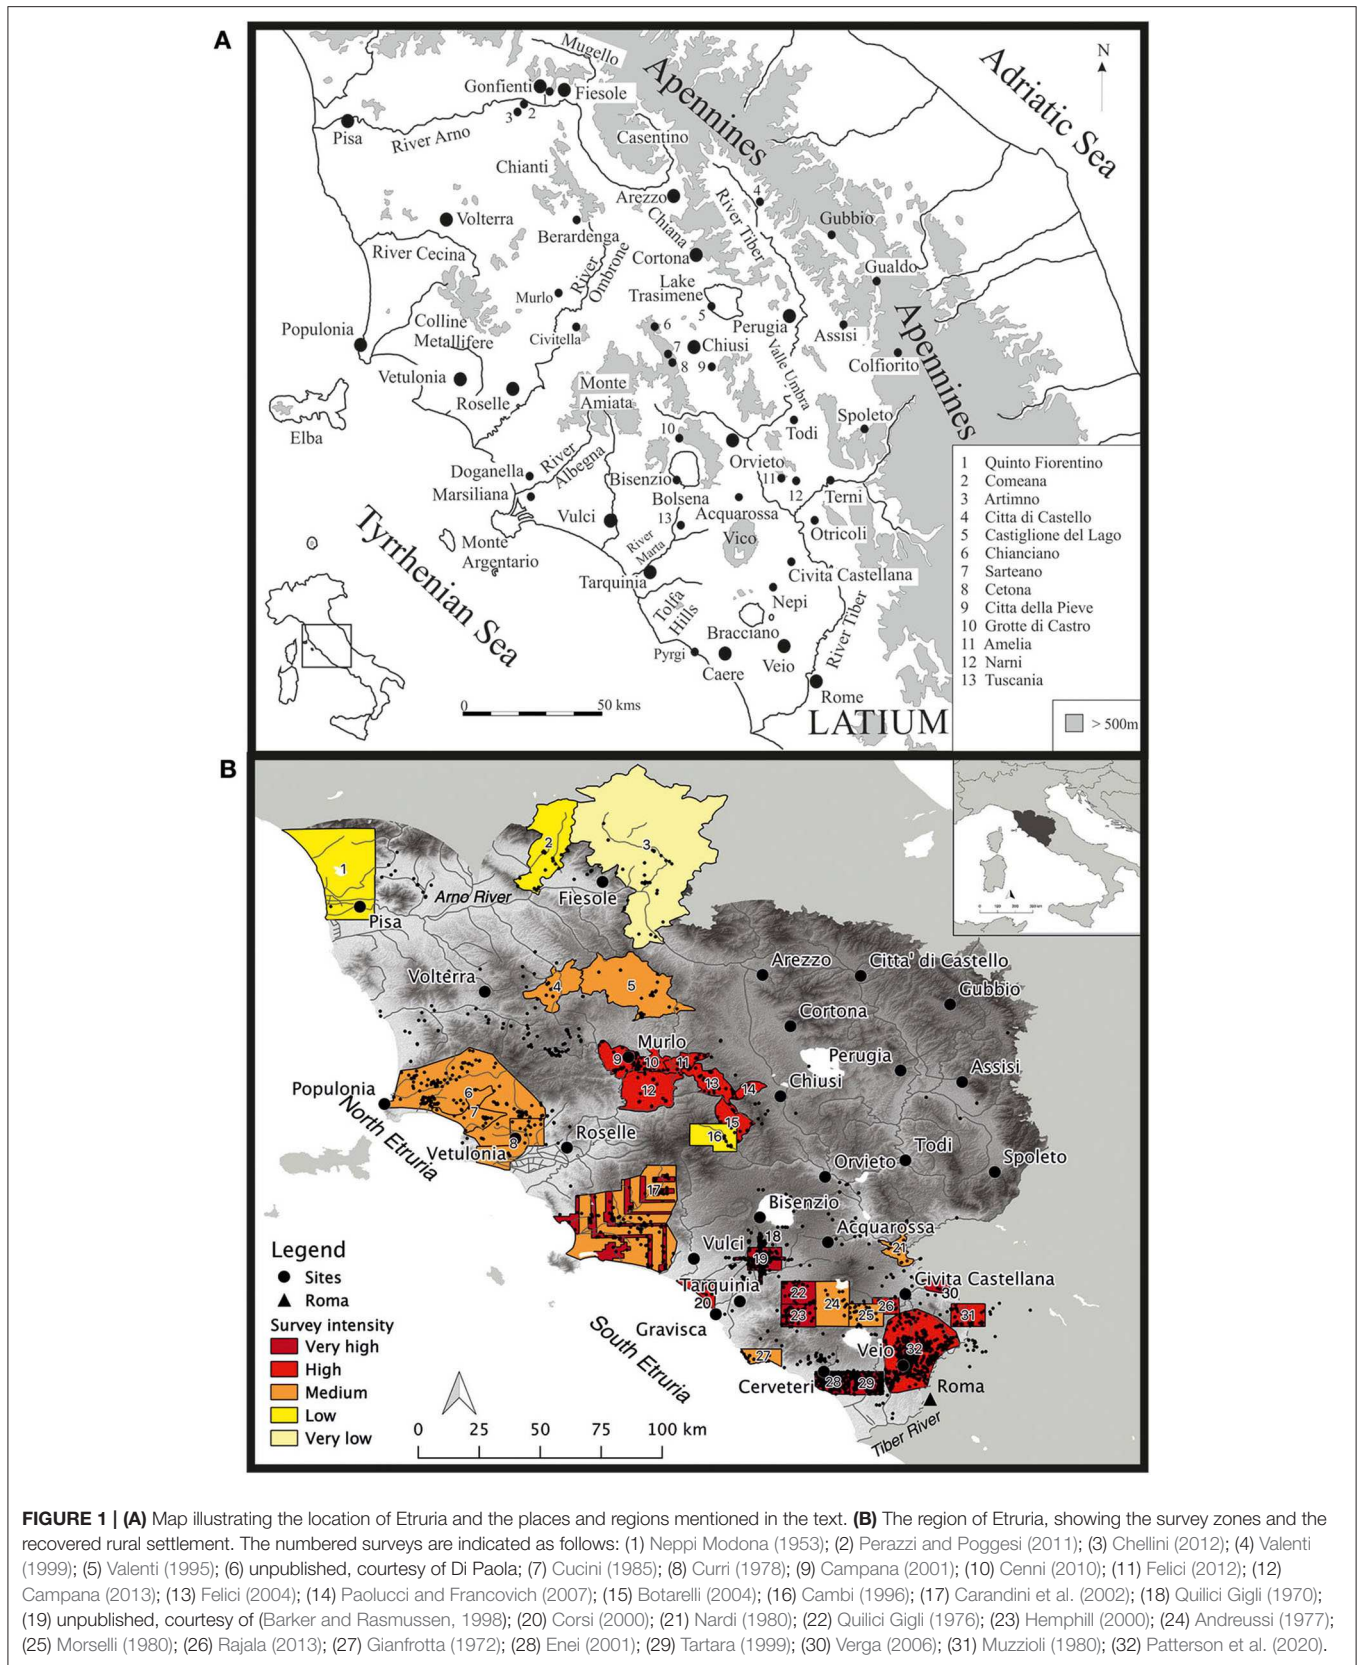 A
Mugello
Apennines
Adriatic Sea
N
Gonfienti
1
Fiesole
2
3
Pisa
River Arno
Casentino
Chianti
Arezzo
Chiana
River Tiber
4
Gubbio
Volterra
Berardenga
River Cecina
River
Ombrone
Cortona
Gualdo
Lake
Trasimene
Murlo
5
Perugia
Assisi
Apennines
Populonia
Colline
Metallifere
Civitella
6
7
Chiusi
8
9
Colfiorito
Valle Umbra
Vetulonia
Roselle
Monte
Amiata
Elba
10
Todi
Spoleto
Orvieto
Doganella
River
Albegna
Bisenzio
11
12
Terni
Marsiliana
Bolsena
Acquarossa
Vulci
13
Vico
Otricoli
Tyrrhenian Sea
Monte
Argentario
River
Marta
Tarquinia
Civita Castellana
Tolfa
Hills
Nepi
Bracciano
River Tiber
Pyrgi
Caere
Veio
Rome
0 50 kms
LATIUM
1 Quinto Fiorentino
2 Comeana
3 Artimno
4 Citta di Castello
5 Castiglione del Lago
6 Chianciano
7 Sarteano
8 Cetona
9 Citta della Pieve
10 Grotte di Castro
11 Amelia
12 Narni
13 Tuscania
> 500m
B
1
2
3
Arno River
Fiesole
Pisa
Volterra
4
5
Arezzo
Citta' di Castello
Gubbio
Cortona
Murlo
9
10
11
12
13
14
15
16
Perugia
Assisi
Chiusi
Populonia
North Etruria
6
7
8
Vetulonia
Roselle
Todi
Orvieto
Spoleto
17
Bisenzio
Acquarossa
18
19
Vulci
21
Tarquinia
20
Civita Castellana
30
22
23
24
25
26
31
Gravisca
South Etruria
27
Veio
32
Cerveteri
28
29
Roma
Tiber River
Legend
Sites
Roma
Survey intensity
Very high
High
Medium
Low
Very low
0 25 50 75 100 km
FIGURE 1 | (A) Map illustrating the location of Etruria and the places and regions mentioned in the text. (B) The region of Etruria, showing the survey zones and the
recovered rural settlement. The numbered surveys are indicated as follows: (1) Neppi Modona (1953); (2) Perazzi and Poggesi (2011); (3) Chellini (2012); (4) Valenti
(1999); (5) Valenti (1995); (6) unpublished, courtesy of Di Paola; (7) Cucini (1985); (8) Curri (1978); (9) Campana (2001); (10) Cenni (2010); (11) Felici (2012); (12)
Campana (2013); (13) Felici (2004); (14) Paolucci and Francovich (2007); (15) Botarelli (2004); (16) Cambi (1996); (17) Carandini et al. (2002); (18) Quilici Gigli (1970);
(19) unpublished, courtesy of (Barker and Rasmussen, 1998); (20) Corsi (2000); (21) Nardi (1980); (22) Quilici Gigli (1976); (23) Hemphill (2000); (24) Andreussi (1977);
(25) Morselli (1980); (26) Rajala (2013); (27) Gianfrotta (1972); (28) Enei (2001); (29) Tartara (1999); (30) Verga (2006); (31) Muzzioli (1980); (32) Patterson et al. (2020).